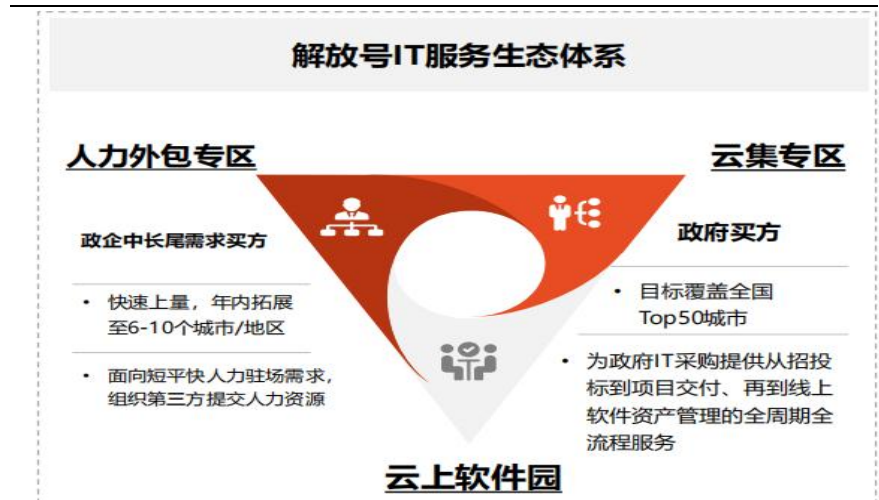 解放号IT服务生态体系
人力外包专区
云集专区
政企中长尾需求买方
• 快速上量，年内拓展
至6-10个城市/地区
• 面向短平快人力驻场需求，
组织第三方提交人力资源
政府买方
• 目标覆盖全国
Top50城市
• 为政府IT采购提供从招投
标到项目交付、再到线上
软件资产管理的全周期全
流程服务
云上软件园